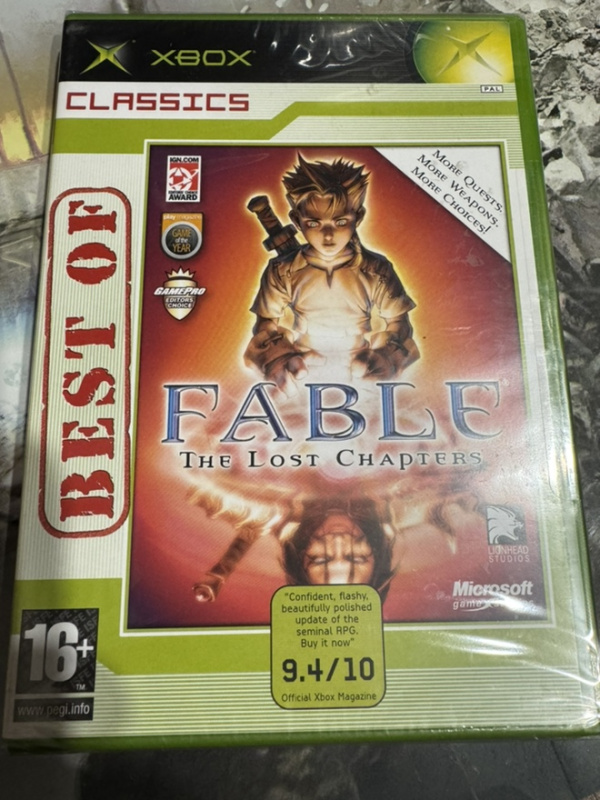 XBOX
PAL
CLASSICS
BEST OF
IGN.COM
AWARD
GAME
of the
YEAR
GAMEPRO
EDITORS
CHOICE
MORE QUESTS.
MORE WEAPONS.
MORE CHOICES!
FABLE
THE LOST CHAPTERS
LIONHEAD
STUDIOS
Microsoft
game
"Confident, flashy,
beautifully polished
update of the
seminal RPG.
Buy it now"
9.4/10
Official Xbox Magazine
16+
TM
www.pegi.info